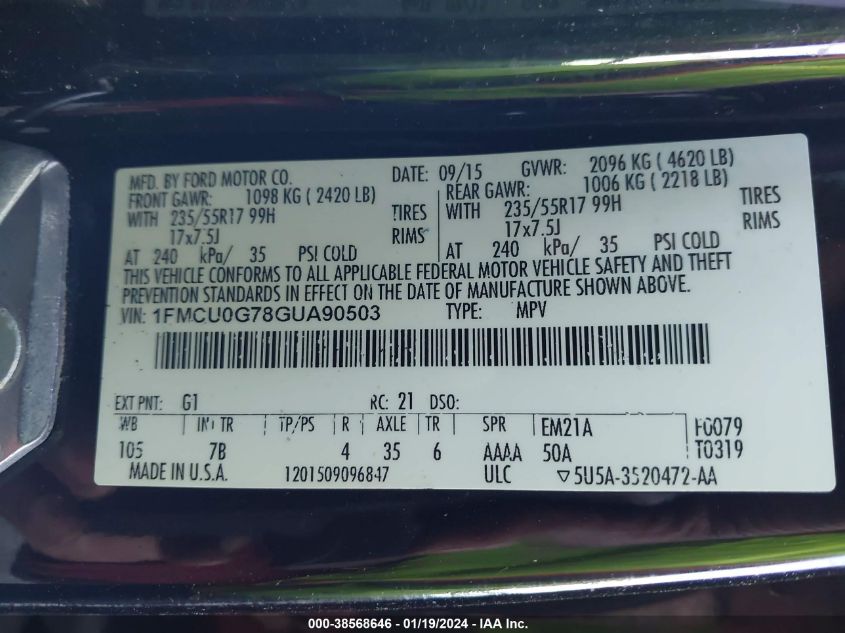 MFD. BY FORD MOTOR CO. DATE: 09/15 GVWR: 2096 KG ( 4620 LB)
FRONT GAWR: 1098 KG ( 2420 LB) REAR GAWR: 1006 KG ( 2218 LB)
WITH 235/55R17 99H TIRES WITH 235/55R17 99H TIRES
17x7.5J RIMS 17x7.5J RIMS
AT 240 kPa/ 35 PSI COLD AT 240 kPa/ 35 PSI COLD
THIS VEHICLE CONFORMS TO ALL APPLICABLE FEDERAL MOTOR VEHICLE SAFETY AND THEFT
PREVENTION STANDARDS IN EFFECT ON THE DATE OF MANUFACTURE SHOWN ABOVE.
VIN: 1FMCU0G78GUA90503 TYPE: MPV
EXT PNT: G1 RC: 21 DSO:
WB INT TR TP/PS R AXLE TR SPR EM21A F0079
105 7B 4 35 6 AAAA 50A T0319
MADE IN U.S.A. 1201509096847 ULC ▽5U5A-3520472-AA
000-38568646 - 01/19/2024 - IAAI Inc.